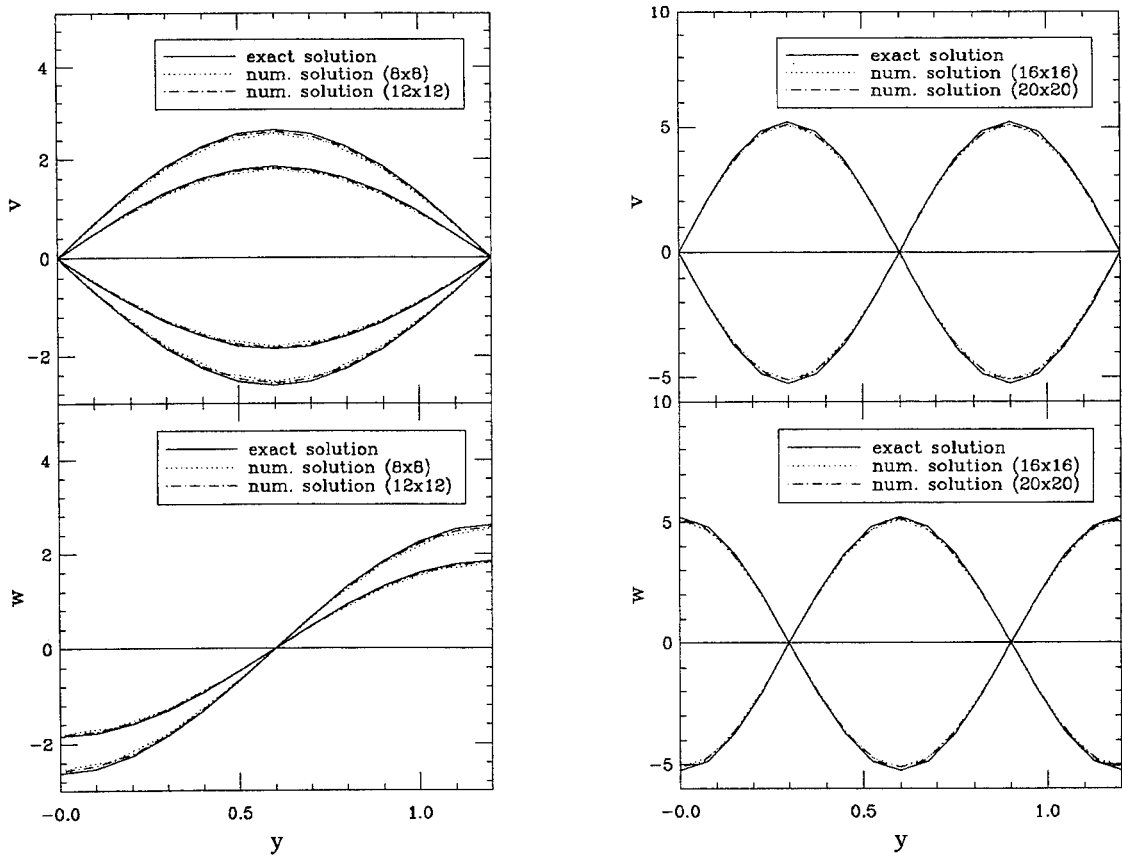 4
2
0
-2
v
exact solution
num. solution (8x8)
num. solution (12x12)
4
2
0
-2
w
exact solution
num. solution (8x8)
num. solution (12x12)
-0.0
0.5
1.0
y
10
5
0
-5
v
exact solution
num. solution (16x16)
num. solution (20x20)
10
5
0
-5
w
exact solution
num. solution (16x16)
num. solution (20x20)
-0.0
0.5
1.0
y